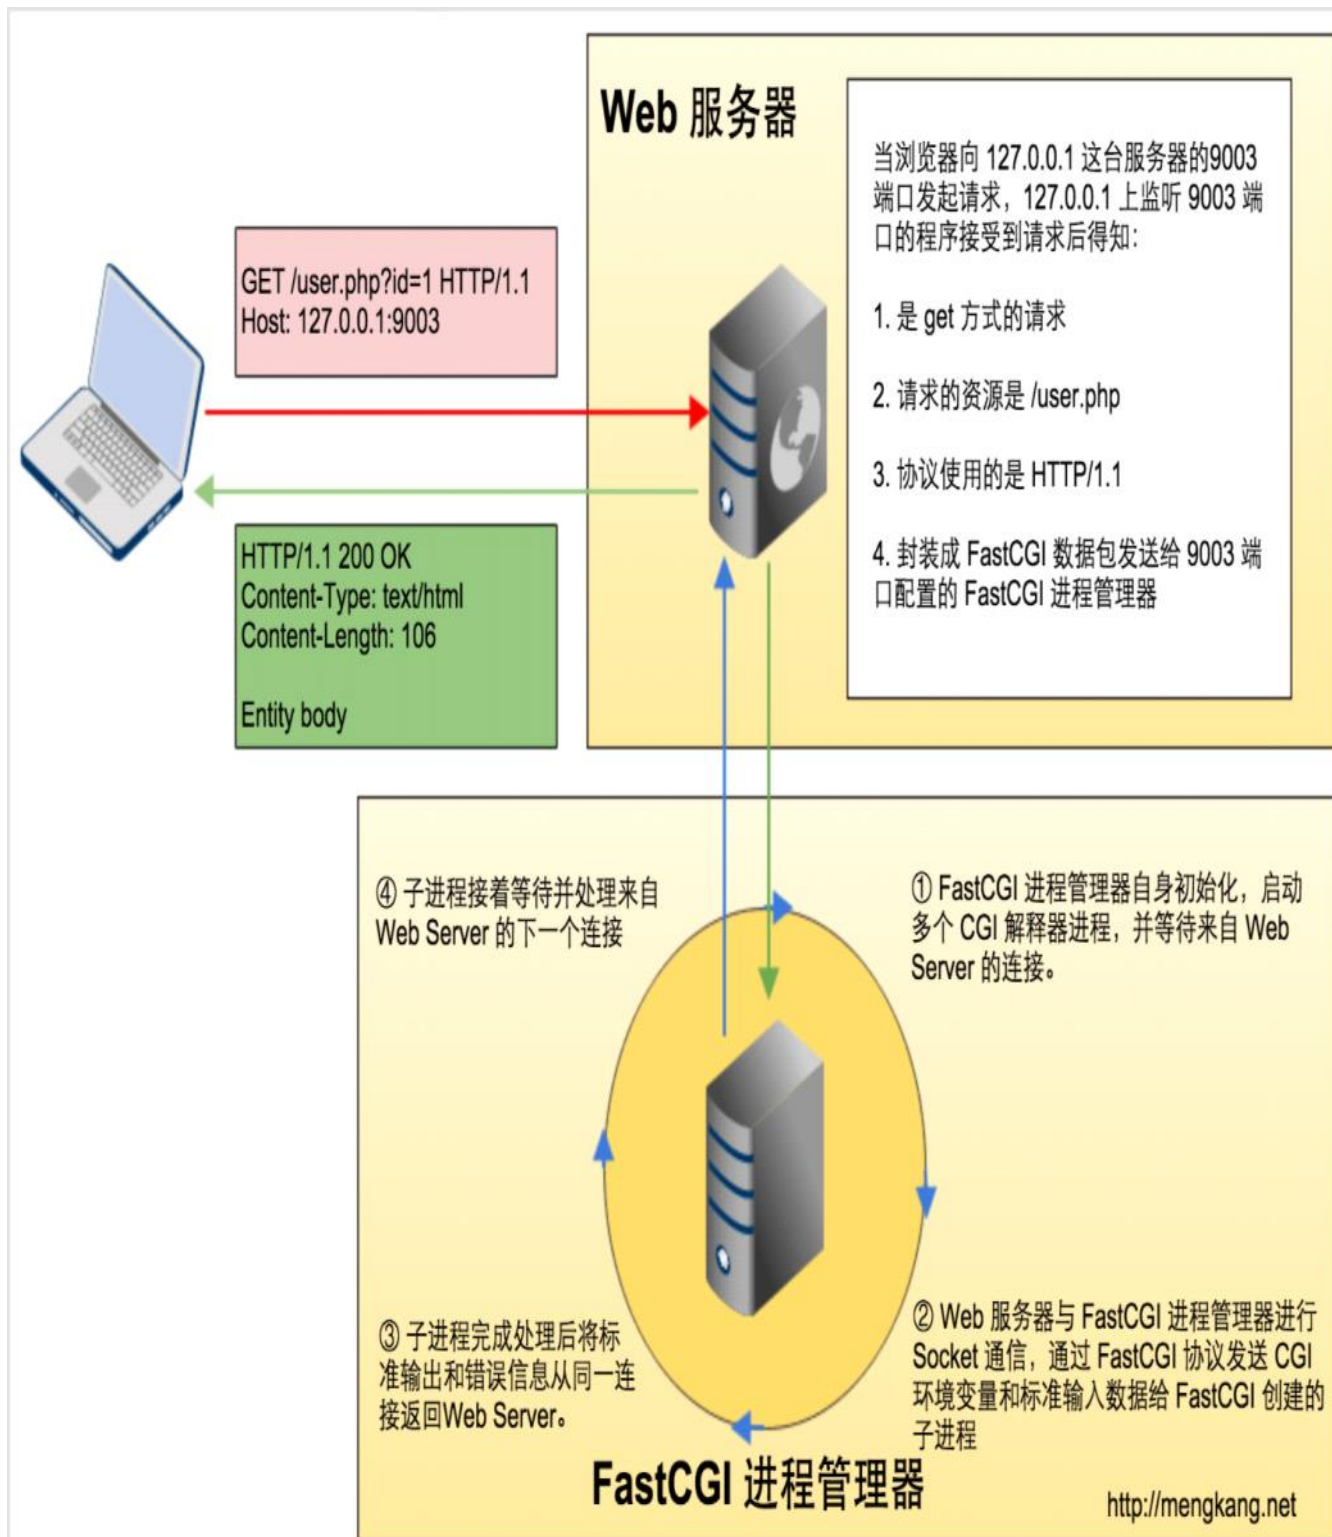 Web 服务器
当浏览器向 127.0.0.1 这台服务器的9003
端口发起请求，127.0.0.1 上监听 9003 端
口的程序接受到请求后得知：
1. 是 get 方式的请求
2. 请求的资源是 /user.php
3. 协议使用的是 HTTP/1.1
4. 封装成 FastCGI 数据包发送给 9003 端
口配置的 FastCGI 进程管理器
GET /user.php?id=1 HTTP/1.1
Host: 127.0.0.1:9003
HTTP/1.1 200 OK
Content-Type: text/html
Content-Length: 106
Entity body
① FastCGI 进程管理器自身初始化，启动
多个 CGI 解释器进程，并等待来自 Web
Server 的连接。
② Web 服务器与 FastCGI 进程管理器进行
Socket 通信，通过 FastCGI 协议发送 CGI
环境变量和标准输入数据给 FastCGI 创建的
子进程
③ 子进程完成处理后将标
准输出和错误信息从同一连
接返回Web Server。
④ 子进程接着等待并处理来自
Web Server 的下一个连接
FastCGI 进程管理器
http://mengkang.net